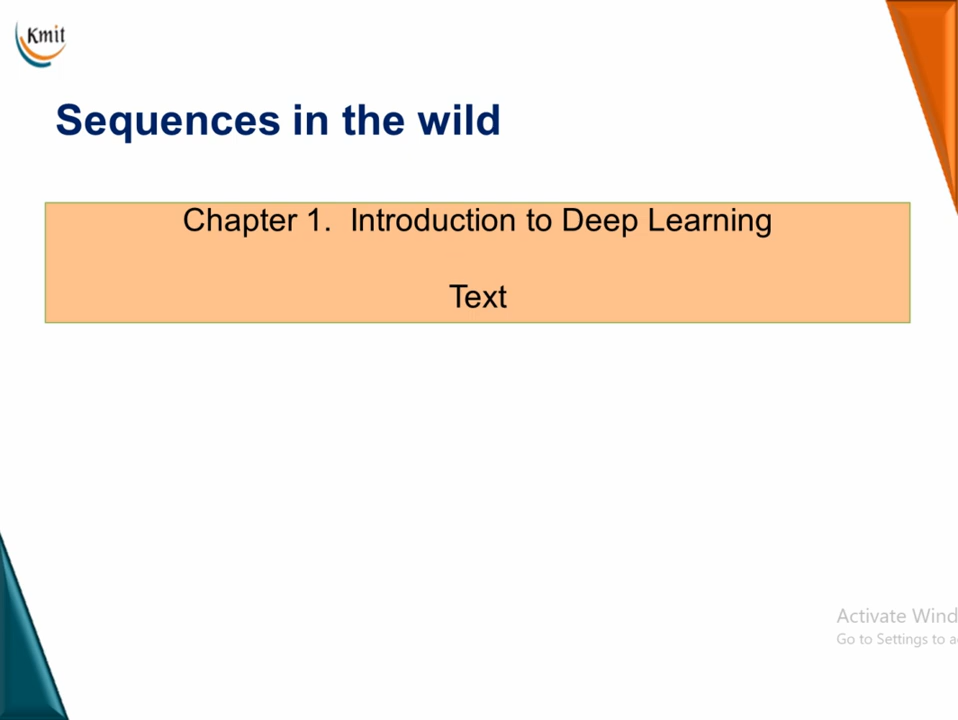 Kmit
Sequences in the wild
Chapter 1. Introduction to Deep Learning
Text
Activate Wind
Go to Settings to a